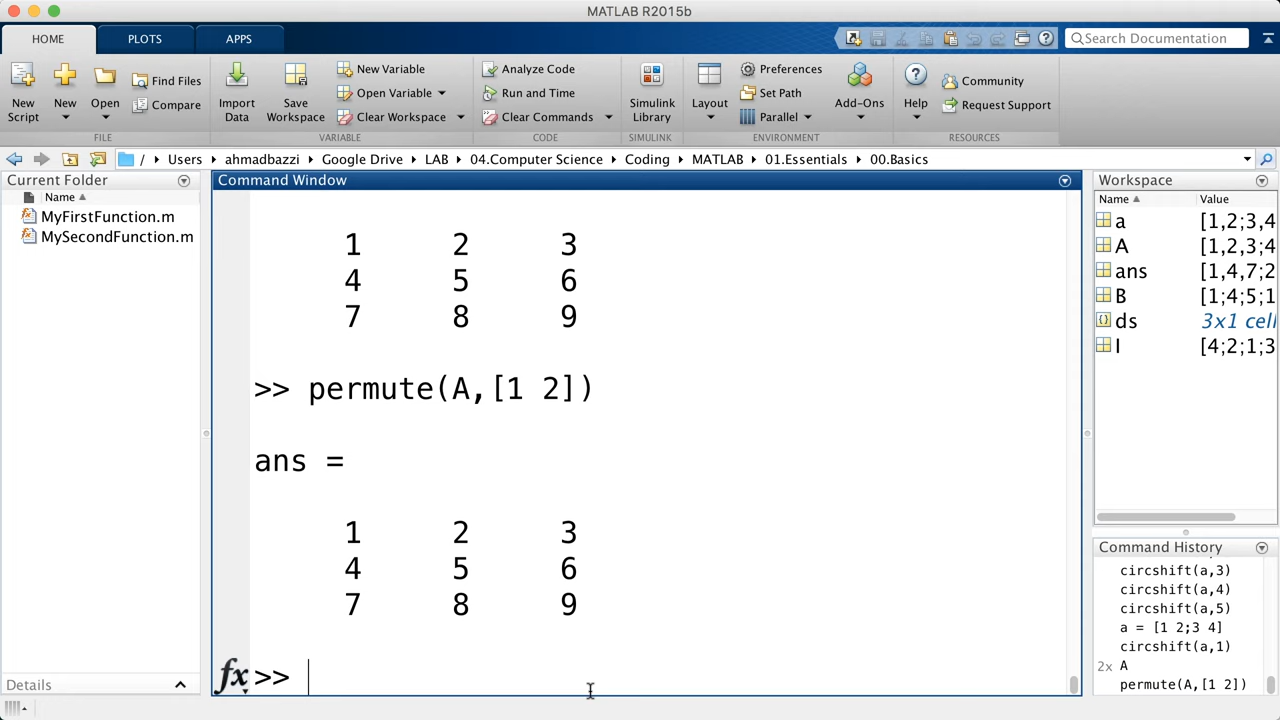 MATLAB R2015b
HOME PLOTS APPS
Search Documentation
New Script
New
Open
Find Files
Compare
Import Data
Save Workspace
New Variable
Open Variable
Clear Workspace
Analyze Code
Run and Time
Clear Commands
Simulink Library
Layout
Preferences
Set Path
Parallel
Add-Ons
Help
Community
Request Support
FILE VARIABLE CODE SIMULINK ENVIRONMENT RESOURCES
/ Users ahmadbazzi Google Drive LAB 04.Computer Science Coding MATLAB 01.Essentials 00.Basics
Current Folder
Name
MyFirstFunction.m
MySecondFunction.m
Details
Command Window
1 2 3
4 5 6
7 8 9
>> permute(A,[1 2])
ans =
1 2 3
4 5 6
7 8 9
fx >>
Workspace
Name Value
a [1,2;3,4
A [1,2,3;4
ans [1,4,7;2
B [1;4;5;1
ds 3x1 cell
I [4;2;1;3
Command History
circshift(a,3)
circshift(a,4)
circshift(a,5)
a = [1 2;3 4]
circshift(a,1)
2x A
permute(A,[1 2])